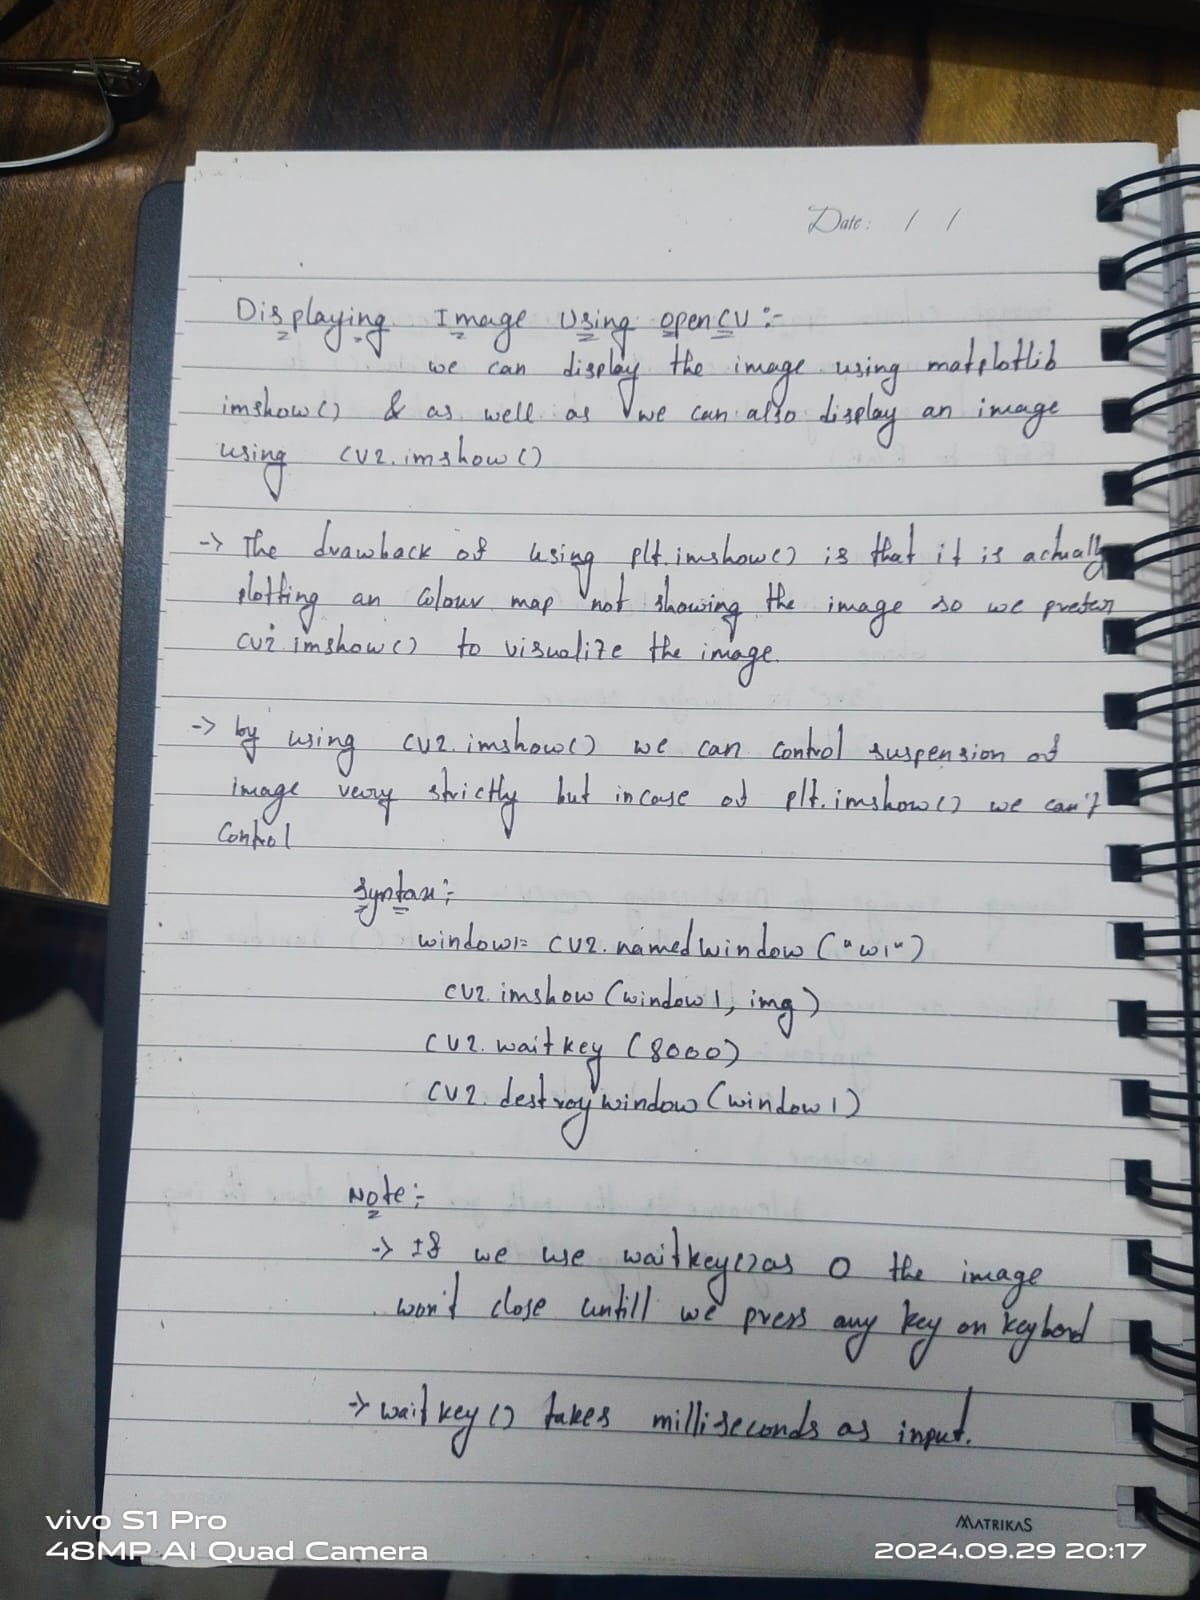 Date: / /
Displaying Image Using OpenCV :-
we can display the image using matplotlib
imshow() & as well as we can also display an image
using cv2.imshow()
-> The drawback of using plt.imshow() is that it is actually
plotting an colour map not showing the image so we prefer
cv2.imshow() to visualize the image.
-> by using cv2.imshow() we can control suspension of
image very strictly but incase of plt.imshow() we can't
control
Syntax:-
window1= cv2.namedwindow ("w1")
cv2.imshow (window1, img)
cv2.waitkey (8000)
cv2.destroywindow (window1)
Note:-
-> If we use waitkey() as 0 the image
won't close untill we press any key on keybord
-> waitkey() takes milliseconds as input.
MATRIKAS
vivo S1 Pro
48MP AI Quad Camera
2024.09.29 20:17